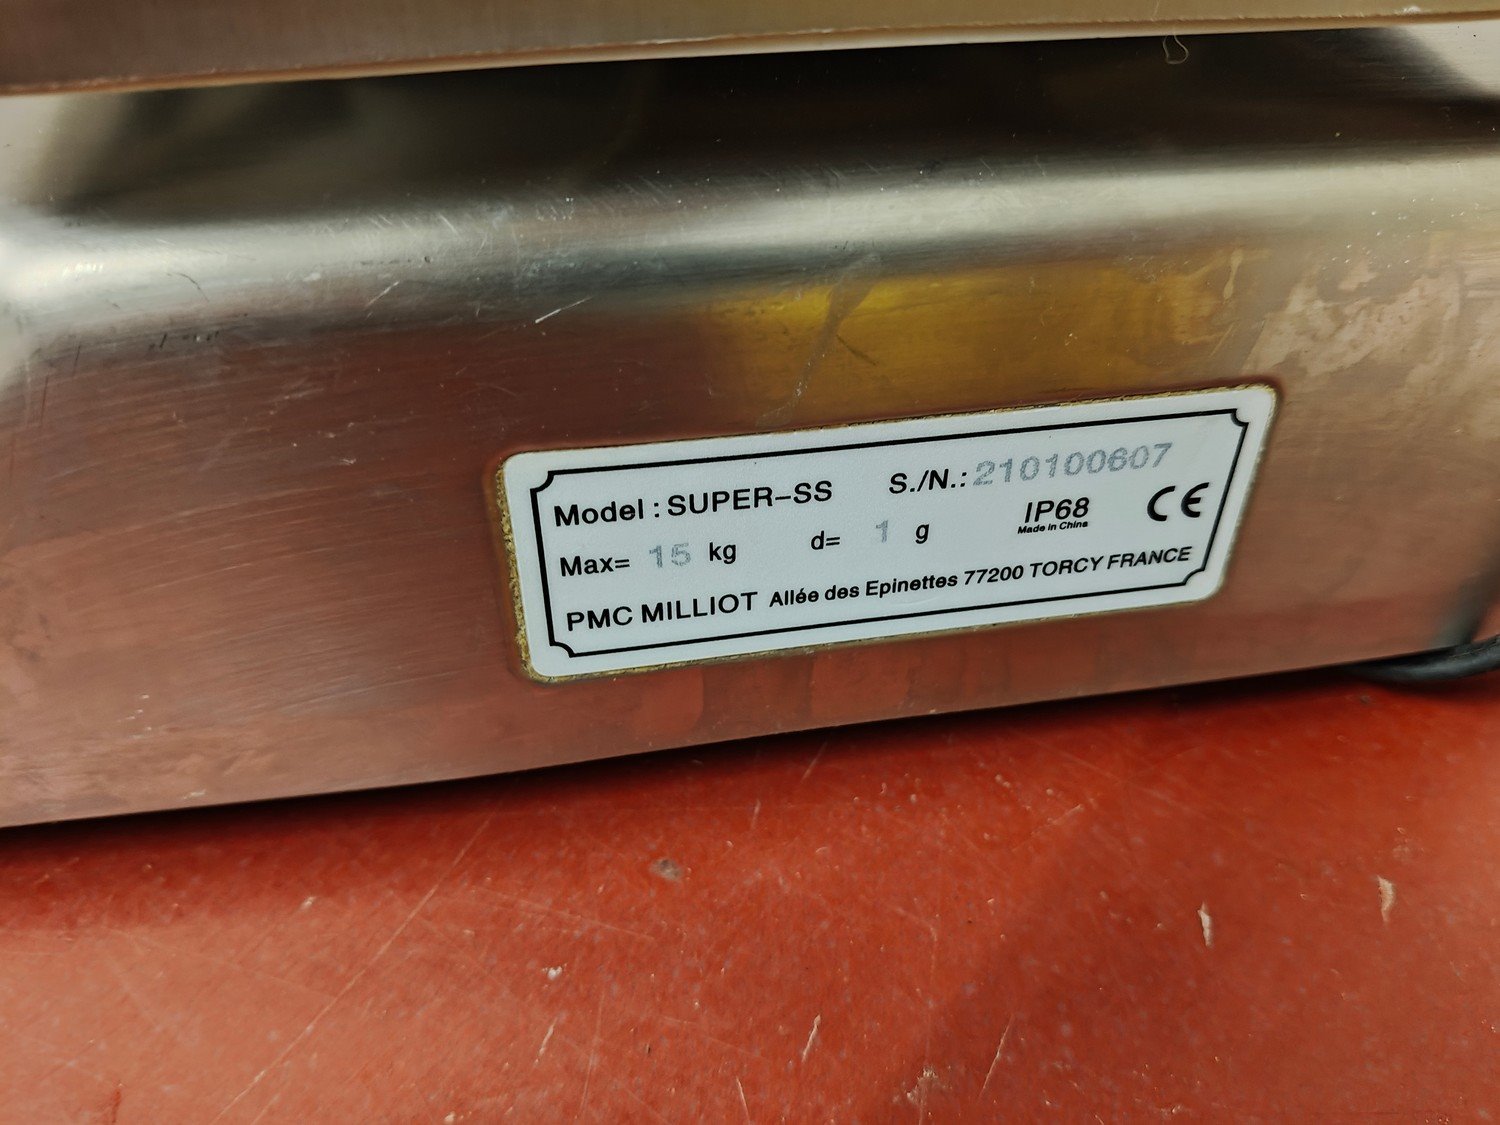 Model : SUPER-SS S./N.: 210100607
Max= 15 kg d= 1 g IP68 CE
Made in China
PMC MILLIOT Allée des Epinettes 77200 TORCY FRANCE